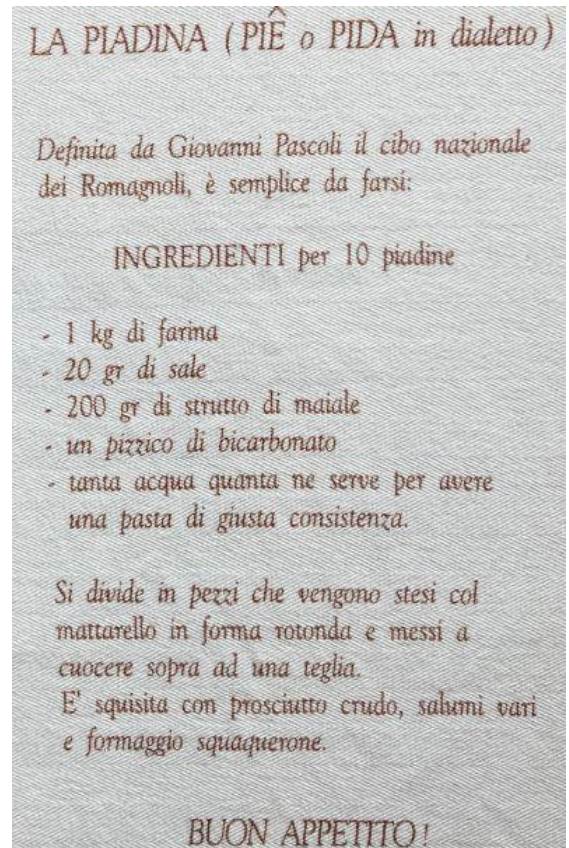 LA PIADINA (PIÊ o PIDA in dialetto)
Definita da Giovanni Pascoli il cibo nazionale
dei Romagnoli, è semplice da farsi:
INGREDIENTI per 10 piadine
- 1 kg di farina
- 20 gr di sale
- 200 gr di strutto di maiale
- un pizzico di bicarbonato
- tanta acqua quanta ne serve per avere
una pasta di giusta consistenza.
Si divide in pezzi che vengono stesi col
mattarello in forma rotonda e messi a
cuocere sopra ad una teglia.
E' squisita con prosciutto crudo, salumi vari
e formaggio squaquerone.
BUON APPETITO!